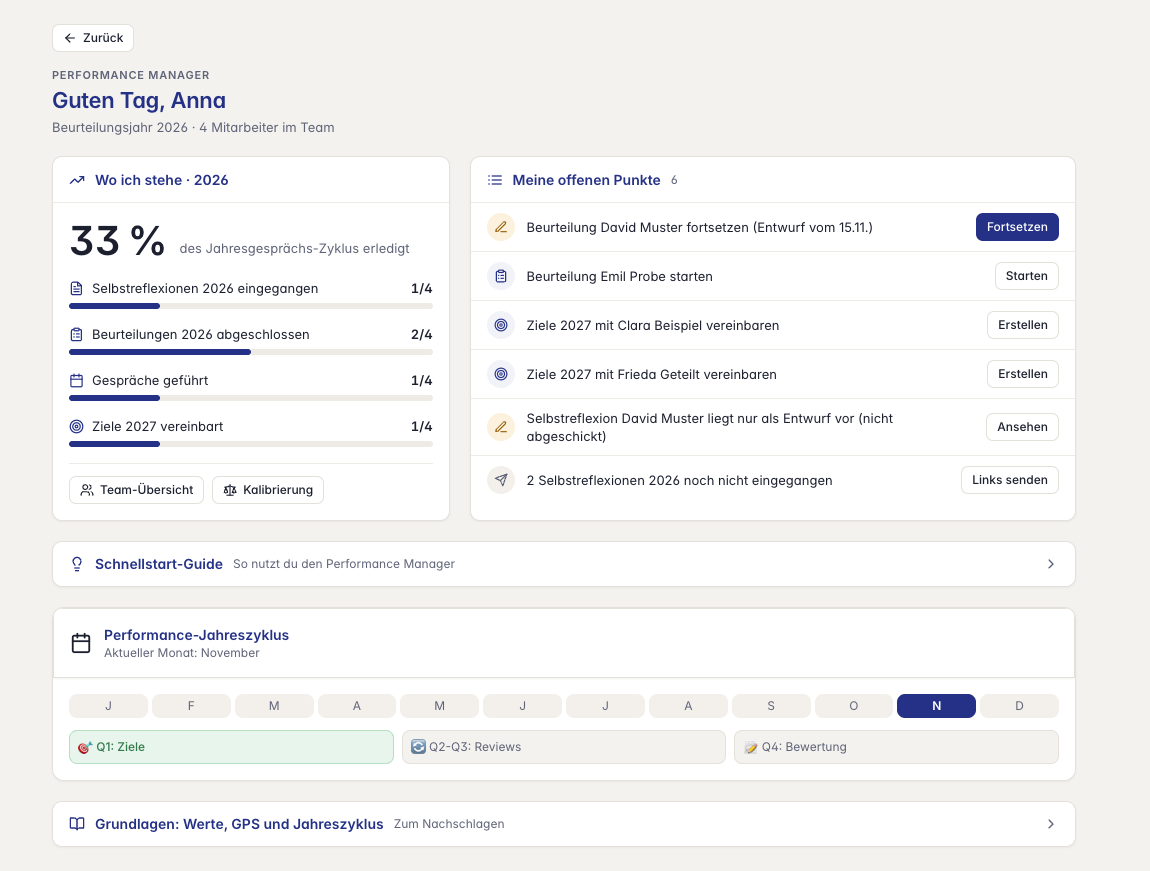 Zurück
PERFORMANCE MANAGER
Guten Tag, Anna
Beurteilungsjahr 2026 · 4 Mitarbeiter im Team
Wo ich stehe · 2026
33 % des Jahresgesprächs-Zyklus erledigt
Selbstreflexionen 2026 eingegangen 1/4
Beurteilungen 2026 abgeschlossen 2/4
Gespräche geführt 1/4
Ziele 2027 vereinbart 1/4
Team-Übersicht Kalibrierung
Meine offenen Punkte 6
Beurteilung David Muster fortsetzen (Entwurf vom 15.11.) Fortsetzen
Beurteilung Emil Probe starten Starten
Ziele 2027 mit Clara Beispiel vereinbaren Erstellen
Ziele 2027 mit Frieda Geteilt vereinbaren Erstellen
Selbstreflexion David Muster liegt nur als Entwurf vor (nicht
abgeschickt) Ansehen
2 Selbstreflexionen 2026 noch nicht eingegangen Links senden
Schnellstart-Guide So nutzt du den Performance Manager
Performance-Jahreszyklus
Aktueller Monat: November
J F M A M J J A S O N D
Q1: Ziele Q2-Q3: Reviews Q4: Bewertung
Grundlagen: Werte, GPS und Jahreszyklus Zum Nachschlagen